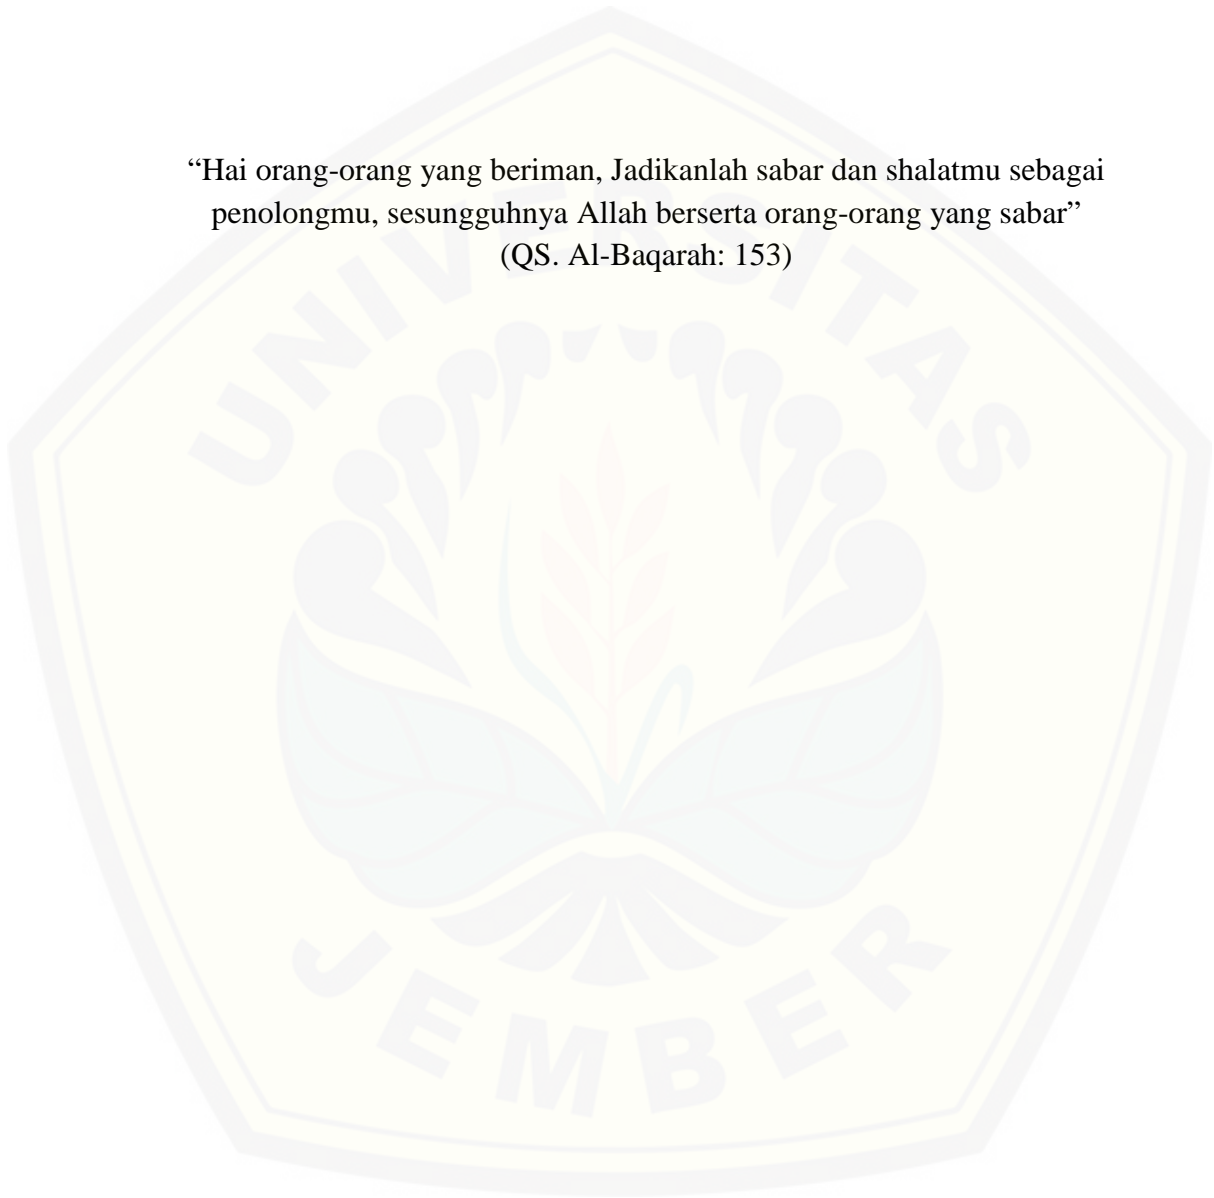 “Hai orang-orang yang beriman, Jadikanlah sabar dan shalatmu sebagai
penolongmu, sesungguhnya Allah berserta orang-orang yang sabar”
(QS. Al-Baqarah: 153)
UNIVERSITAS
JEMBER